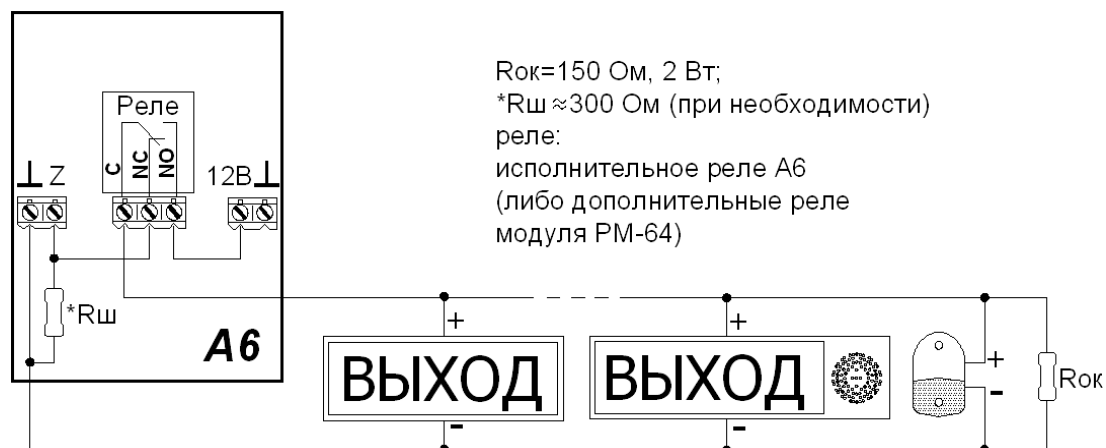 Rок=150 Ом, 2 Вт;
*Rш ≈300 Ом (при необходимости)
реле:
исполнительное реле А6
(либо дополнительные реле
модуля РМ-64)
Реле
C
NC
NO
⊥ Z
12В ⊥
*Rш
А6
+
+
+
-
ВЫХОД
ВЫХОД
Rок
-
-